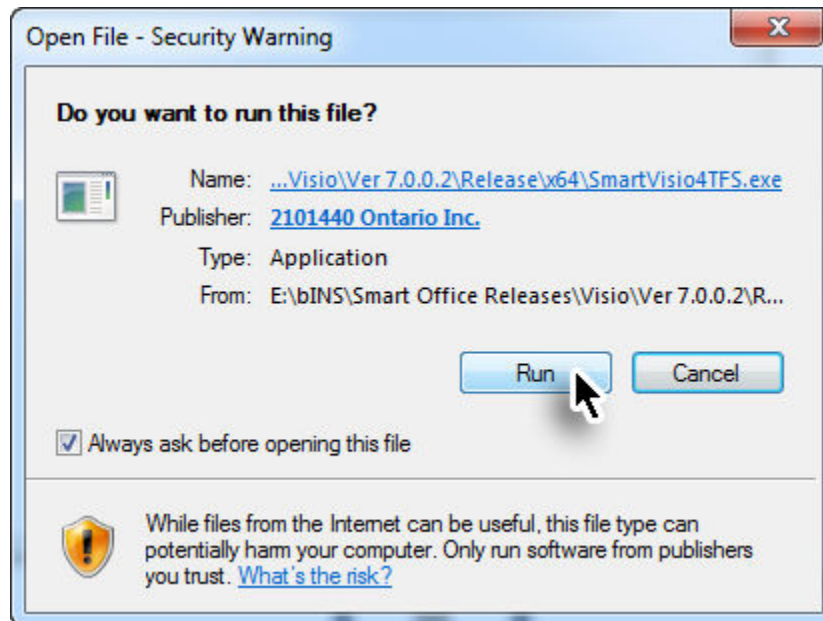 Open File - Security Warning
Do you want to run this file?
Name: ...Visio\Ver 7.0.0.2\Release\x64\SmartVisio4TFS.exe
Publisher: 2101440 Ontario Inc.
Type: Application
From: E:\bINS\Smart Office Releases\Visio\Ver 7.0.0.2\R...
Run Cancel
Always ask before opening this file
While files from the Internet can be useful, this file type can
potentially harm your computer. Only run software from publishers
you trust. What's the risk?